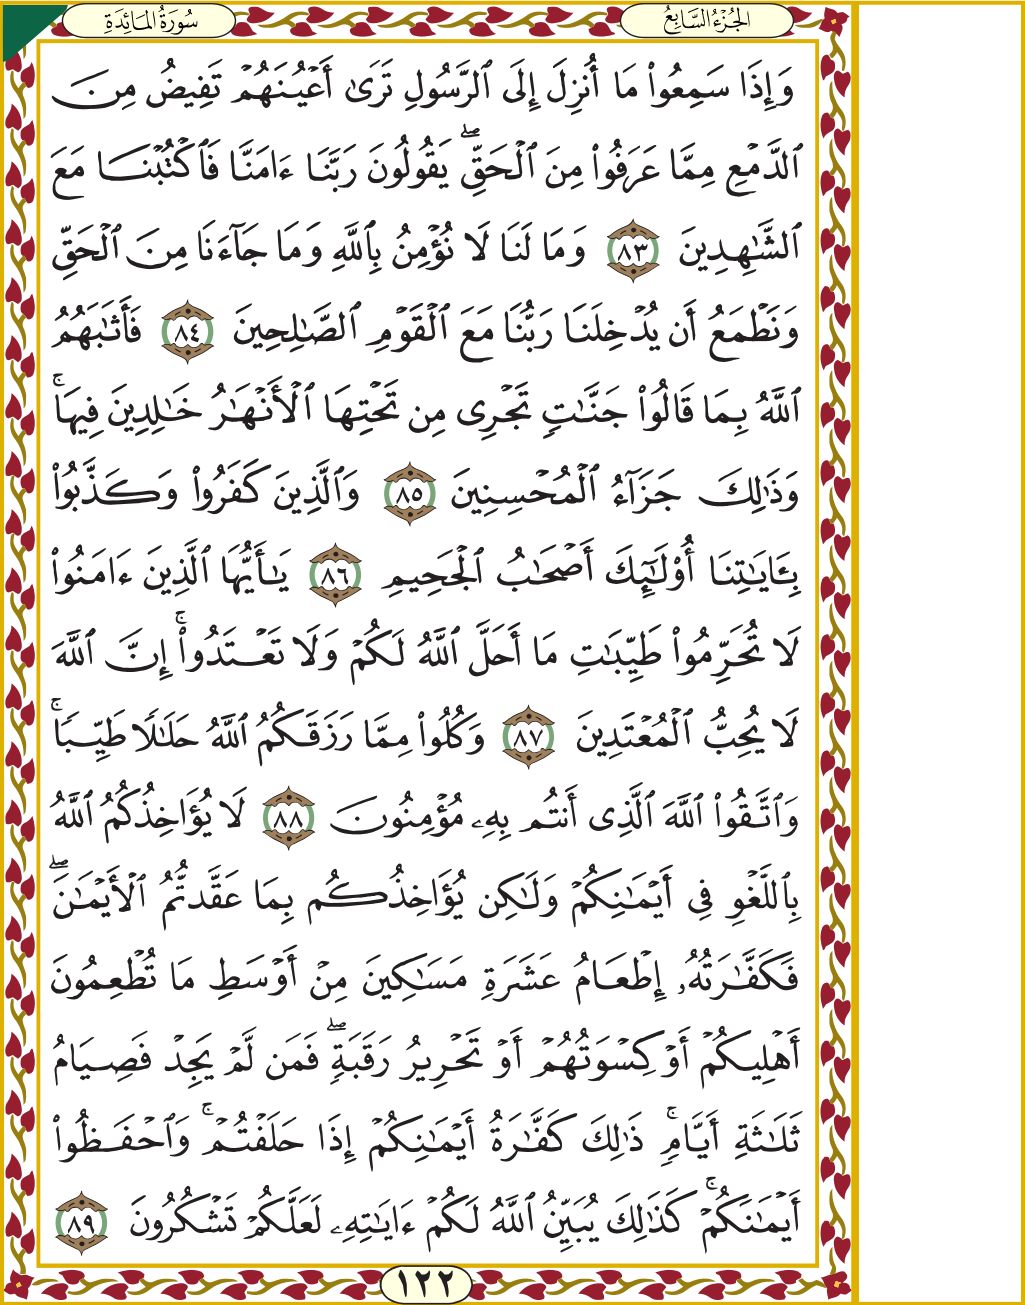 الجُزْءُ السَّابِعُ
سُورَةُ المَائِدَةِ
وَإِذَا سَمِعُوا۟ مَآ أُنزِلَ إِلَى ٱلرَّسُولِ تَرَىٰٓ أَعْيُنَهُمْ تَفِيضُ مِنَ
ٱلدَّمْعِ مِمَّا عَرَفُوا۟ مِنَ ٱلْحَقِّ ۖ يَقُولُونَ رَبَّنَآ ءَامَنَّا فَٱكْتُبْنَا مَعَ
ٱلشَّـٰهِدِينَ ٨٣ وَمَا لَنَا لَا نُؤْمِنُ بِٱللَّهِ وَمَا جَآءَنَا مِنَ ٱلْحَقِّ
وَنَطْمَعُ أَن يُدْخِلَنَا رَبُّنَا مَعَ ٱلْقَوْمِ ٱلصَّـٰلِحِينَ ٨٤ فَأَثَـٰبَهُمُ
ٱللَّهُ بِمَا قَالُوا۟ جَنَّـٰتٍ تَجْرِى مِن تَحْتِهَا ٱلْأَنْهَـٰرُ خَـٰلِدِينَ فِيهَا ۚ
وَذَٰلِكَ جَزَآءُ ٱلْمُحْسِنِينَ ٨٥ وَٱلَّذِينَ كَفَرُوا۟ وَكَذَّبُوا۟
بِـَٔايَـٰتِنَآ أُو۟لَـٰٓئِكَ أَصْحَـٰبُ ٱلْجَحِيمِ ٨٦ يَـٰٓأَيُّهَا ٱلَّذِينَ ءَامَنُوا۟
لَا تُحَرِّمُوا۟ طَيِّبَـٰتِ مَآ أَحَلَّ ٱللَّهُ لَكُمْ وَلَا تَعْتَدُوٓا۟ ۚ إِنَّ ٱللَّهَ
لَا يُحِبُّ ٱلْمُعْتَدِينَ ٨٧ وَكُلُوا۟ مِمَّا رَزَقَكُمُ ٱللَّهُ حَلَـٰلًا طَيِّبًا ۚ
وَٱتَّقُوا۟ ٱللَّهَ ٱلَّذِىٓ أَنتُم بِهِۦ مُؤْمِنُونَ ٨٨ لَا يُؤَاخِذُكُمُ ٱللَّهُ
بِٱللَّغْوِ فِىٓ أَيْمَـٰنِكُمْ وَلَـٰكِن يُؤَاخِذُكُم بِمَا عَقَّدتُّمُ ٱلْأَيْمَـٰنَ ۖ
فَكَفَّـٰرَتُهُۥٓ إِطْعَامُ عَشَرَةِ مَسَـٰكِينَ مِنْ أَوْسَطِ مَا تُطْعِمُونَ
أَهْلِيكُمْ أَوْ كِسْوَتُهُمْ أَوْ تَحْرِيرُ رَقَبَةٍ ۖ فَمَن لَّمْ يَجِدْ فَصِيَامُ
ثَلَـٰثَةِ أَيَّامٍ ۚ ذَٰلِكَ كَفَّـٰرَةُ أَيْمَـٰنِكُمْ إِذَا حَلَفْتُمْ ۚ وَٱحْفَظُوٓا۟
أَيْمَـٰنَكُمْ ۚ كَذَٰلِكَ يُبَيِّنُ ٱللَّهُ لَكُمْ ءَايَـٰتِهِۦ لَعَلَّكُمْ تَشْكُرُونَ ٨٩
١٢٢